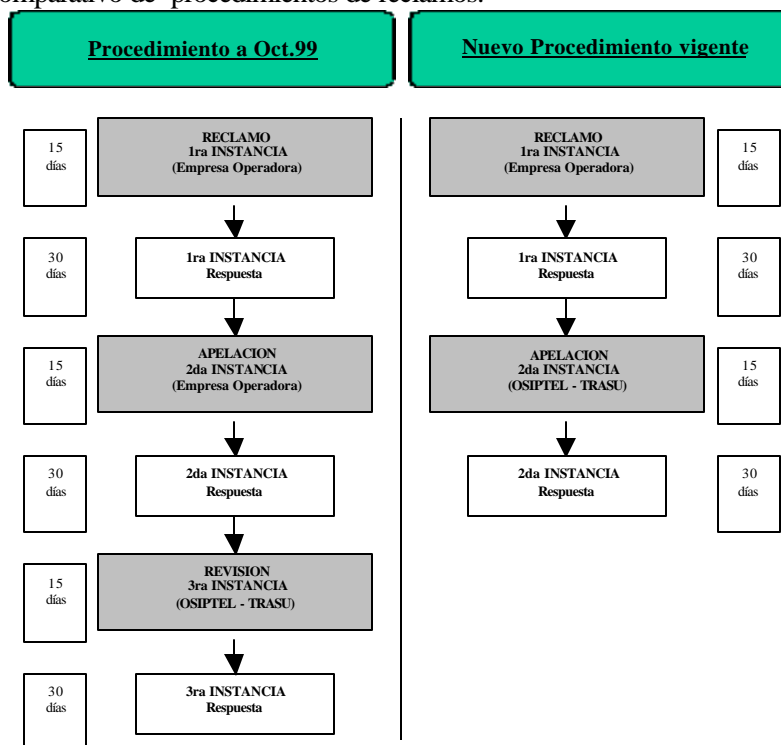 omparativo de procedimientos de reclamos.
Procedimiento a Oct.99
15
días
RECLAMO
1ra INSTANCIA
(Empresa Operadora)
30
días
1ra INSTANCIA
Respuesta
15
días
APELACION
2da INSTANCIA
(Empresa Operadora)
30
días
2da INSTANCIA
Respuesta
15
días
REVISION
3ra INSTANCIA
(OSIPTEL - TRASU)
30
días
3ra INSTANCIA
Respuesta
Nuevo Procedimiento vigente
RECLAMO
1ra INSTANCIA
(Empresa Operadora)
15
días
1ra INSTANCIA
Respuesta
30
días
APELACION
2da INSTANCIA
(OSIPTEL - TRASU)
15
días
2da INSTANCIA
Respuesta
30
días